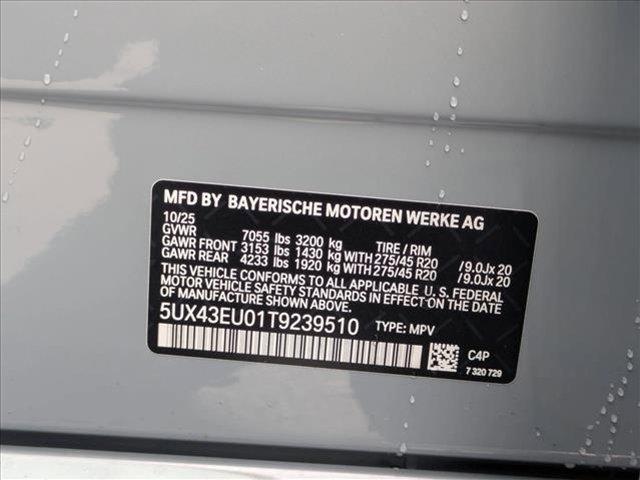 MFD BY BAYERISCHE MOTOREN WERKE AG
10/25
GVWR 7055 lbs 3200 kg TIRE / RIM
GAWR FRONT 3153 lbs 1430 kg WITH 275/45 R20 /9.0Jx 20
GAWR REAR 4233 lbs 1920 kg WITH 275/45 R20 /9.0Jx 20
THIS VEHICLE CONFORMS TO ALL APPLICABLE U.S. FEDERAL
MOTOR VEHICLE SAFETY STANDARDS IN EFFECT ON THE DATE OF
MANUFACTURE SHOWN ABOVE.
5UX43EU01T9239510 TYPE: MPV
C4P
7 320 729